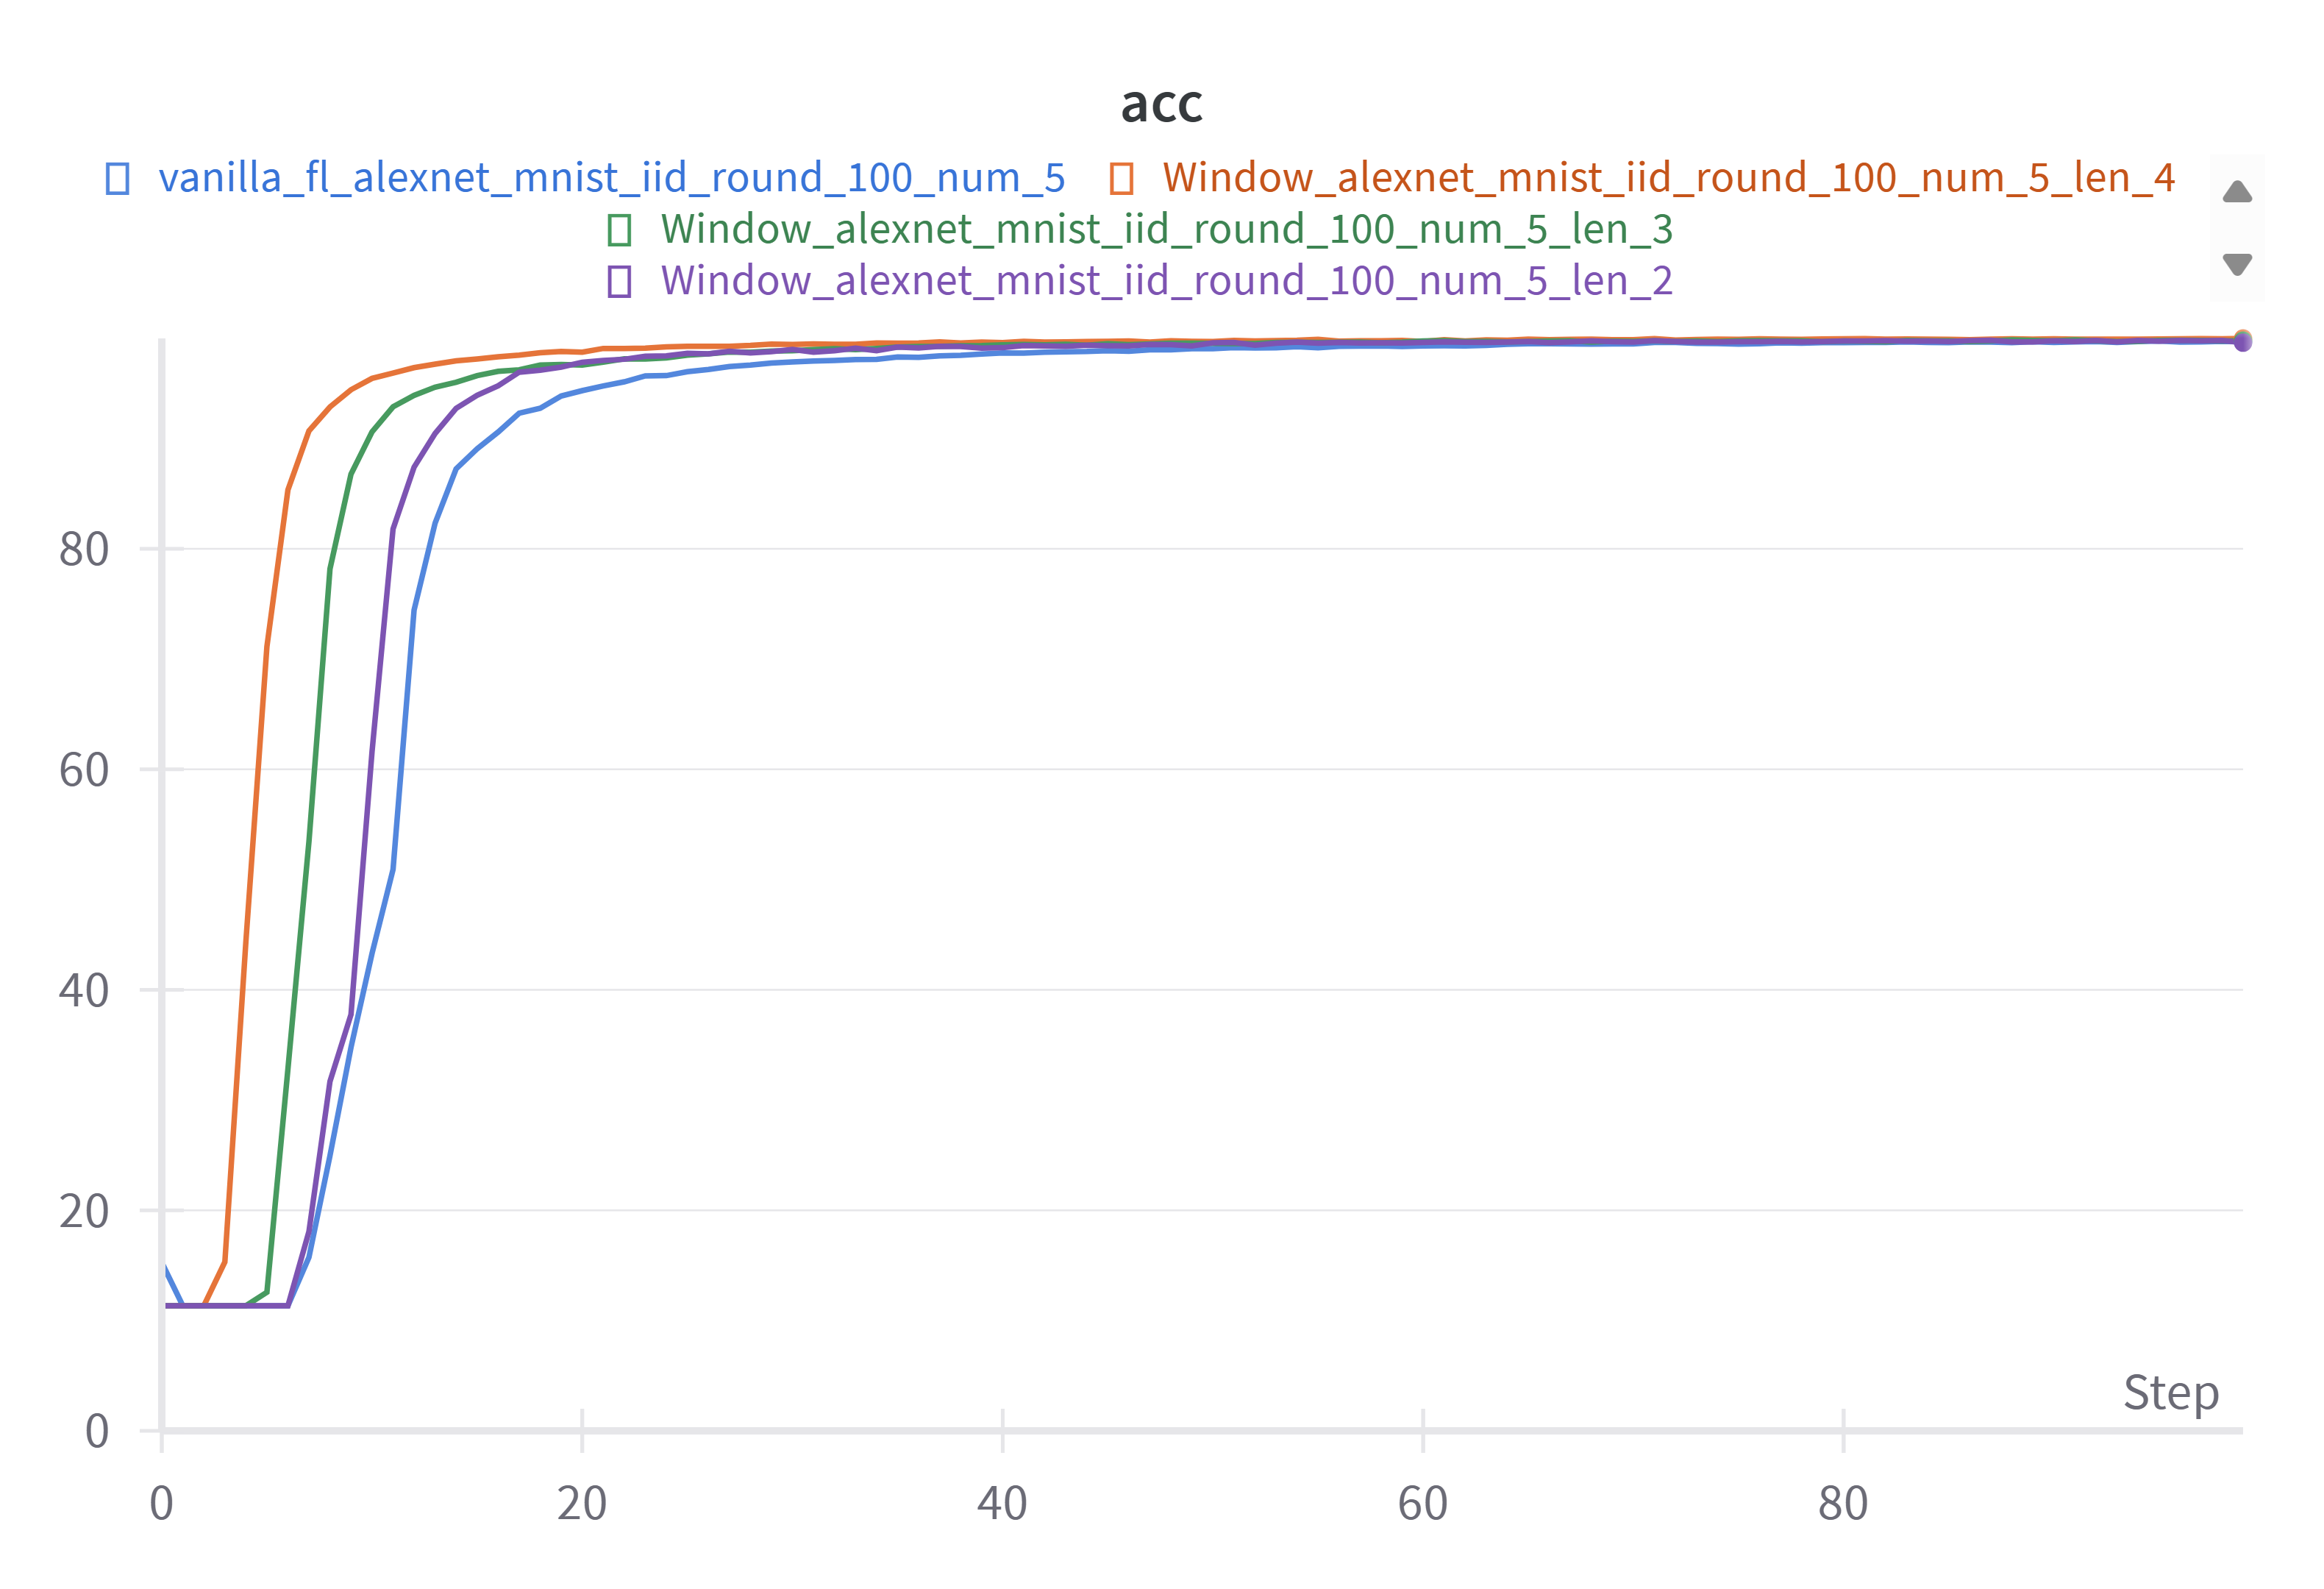 acc
vanilla_fl_alexnet_mnist_iid_round_100_num_5 Window_alexnet_mnist_iid_round_100_num_5_len_4
Window_alexnet_mnist_iid_round_100_num_5_len_3
Window_alexnet_mnist_iid_round_100_num_5_len_2
80
60
40
20
0
Step
0 20 40 60 80